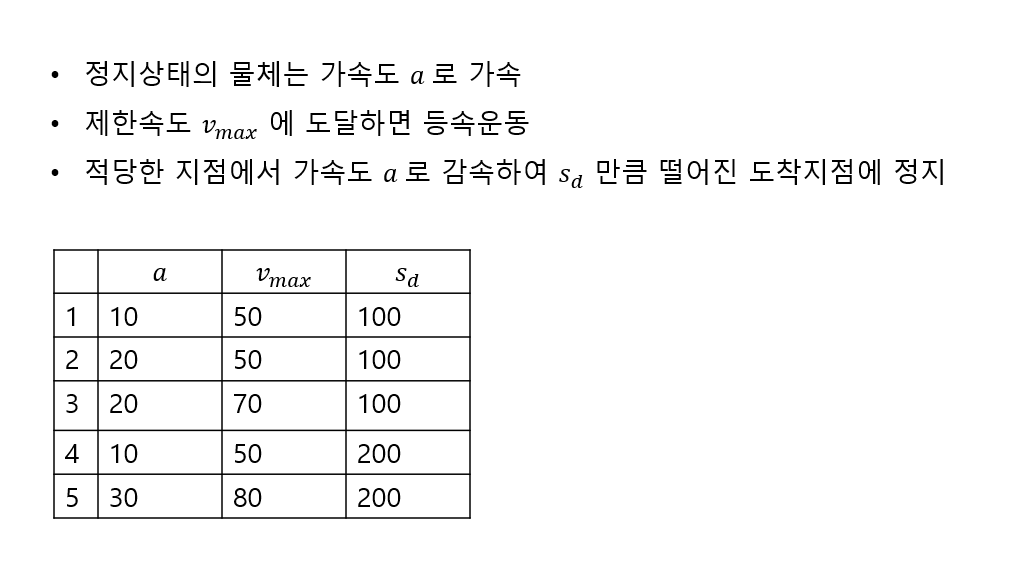 • 정지상태의 물체는 가속도 a 로 가속
• 제한속도 v_max 에 도달하면 등속운동
• 적당한 지점에서 가속도 a 로 감속하여 s_d 만큼 떨어진 도착지점에 정지
a v_max s_d
1 10 50 100
2 20 50 100
3 20 70 100
4 10 50 200
5 30 80 200